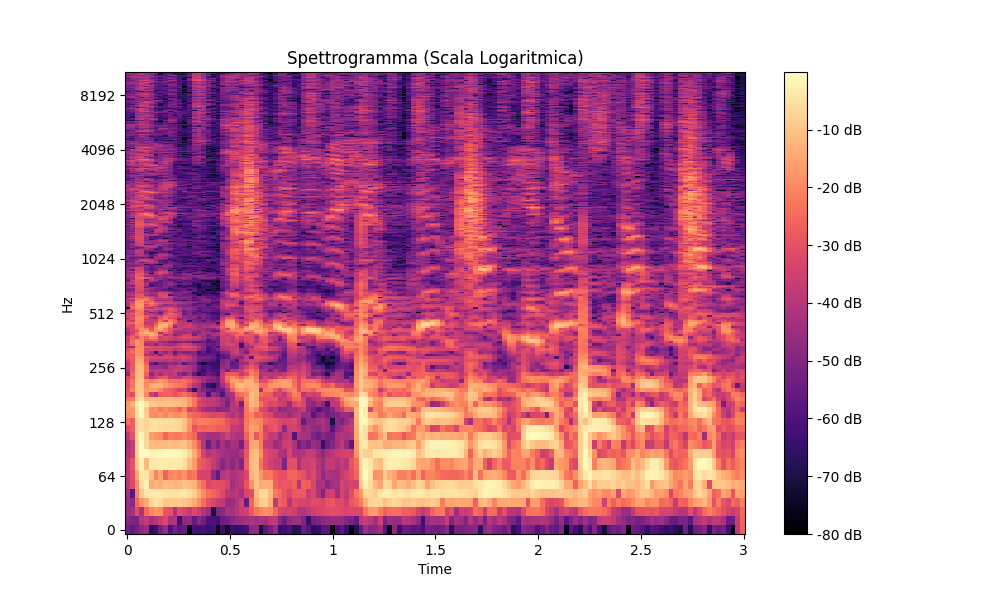 Spettrogramma (Scala Logaritmica)
8192
4096
2048
1024
512
256
128
64
0
Hz
0 0.5 1 1.5 2 2.5 3
Time
-10 dB
-20 dB
-30 dB
-40 dB
-50 dB
-60 dB
-70 dB
-80 dB